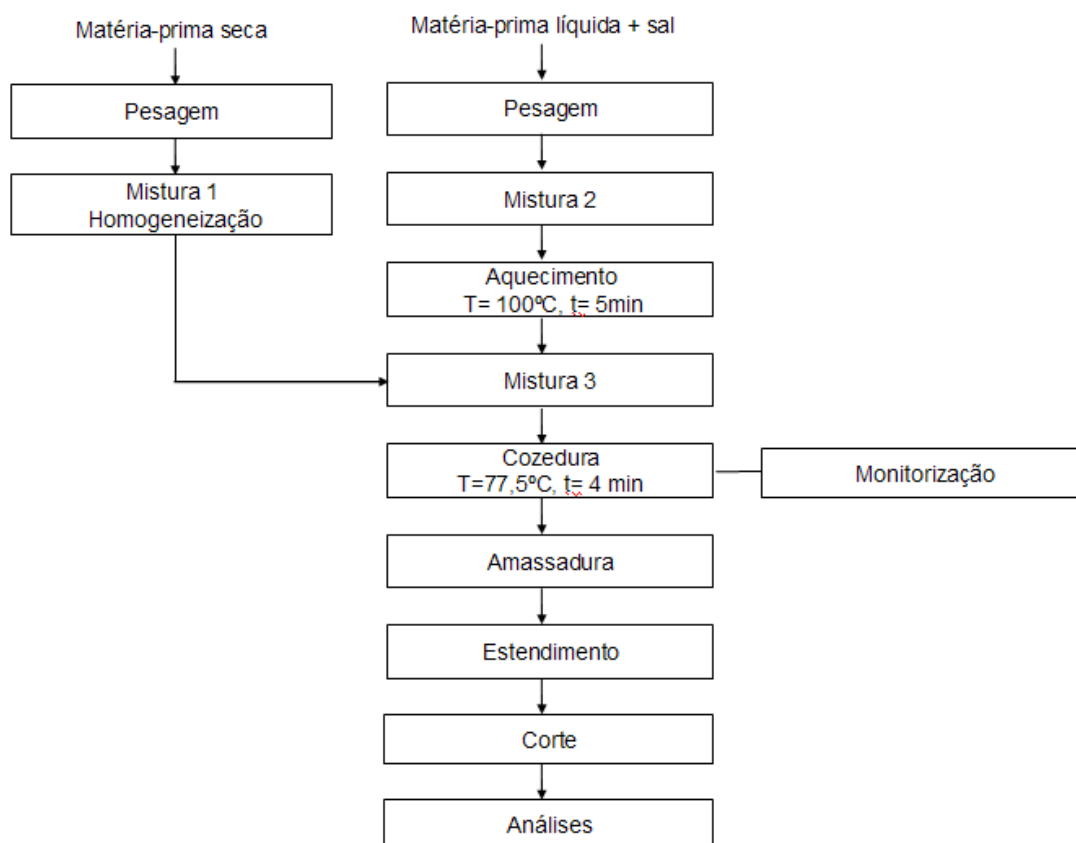 Matéria-prima seca
Matéria-prima líquida + sal
Pesagem
Pesagem
Mistura 1
Homogeneização
Mistura 2
Aquecimento
T= 100ºC, t= 5min
Mistura 3
Cozedura
T=77,5ºC, t= 4 min
Monitorização
Amassadura
Estendimento
Corte
Análises